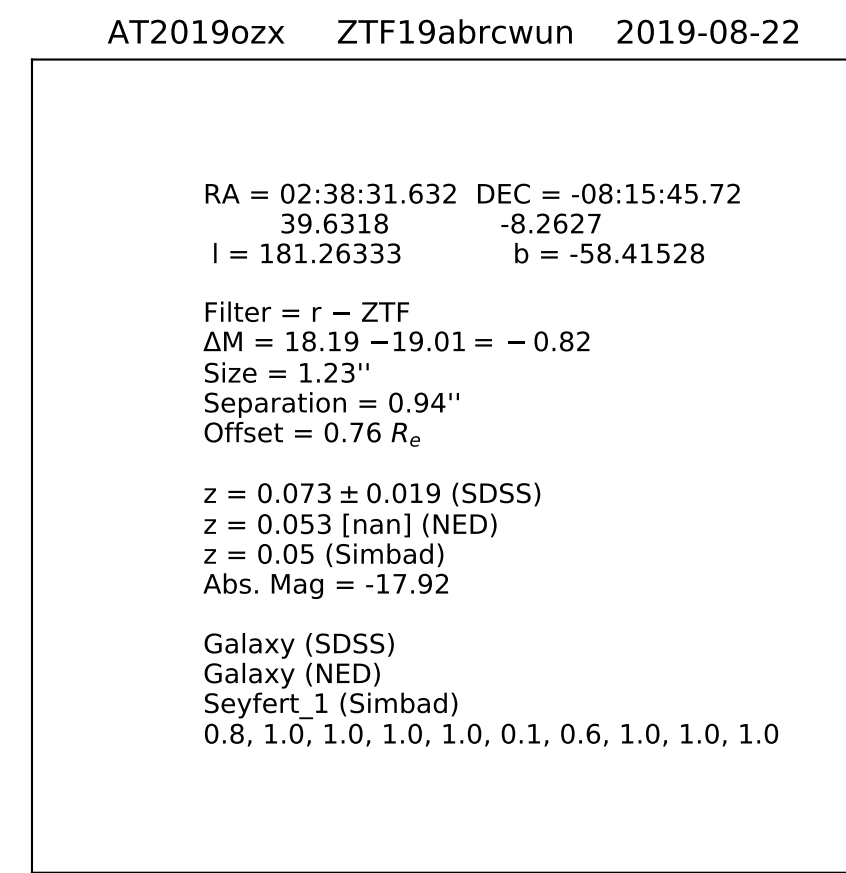 AT2019ozx ZTF19abrcwun 2019-08-22
RA = 02:38:31.632 DEC = -08:15:45.72
39.6318 -8.2627
l = 181.26333 b = -58.41528
Filter = r − ZTF
ΔM = 18.19 −19.01 = − 0.82
Size = 1.23''
Separation = 0.94''
Offset = 0.76 Rₑ
z = 0.073 ± 0.019 (SDSS)
z = 0.053 [nan] (NED)
z = 0.05 (Simbad)
Abs. Mag = -17.92
Galaxy (SDSS)
Galaxy (NED)
Seyfert_1 (Simbad)
0.8, 1.0, 1.0, 1.0, 1.0, 0.1, 0.6, 1.0, 1.0, 1.0